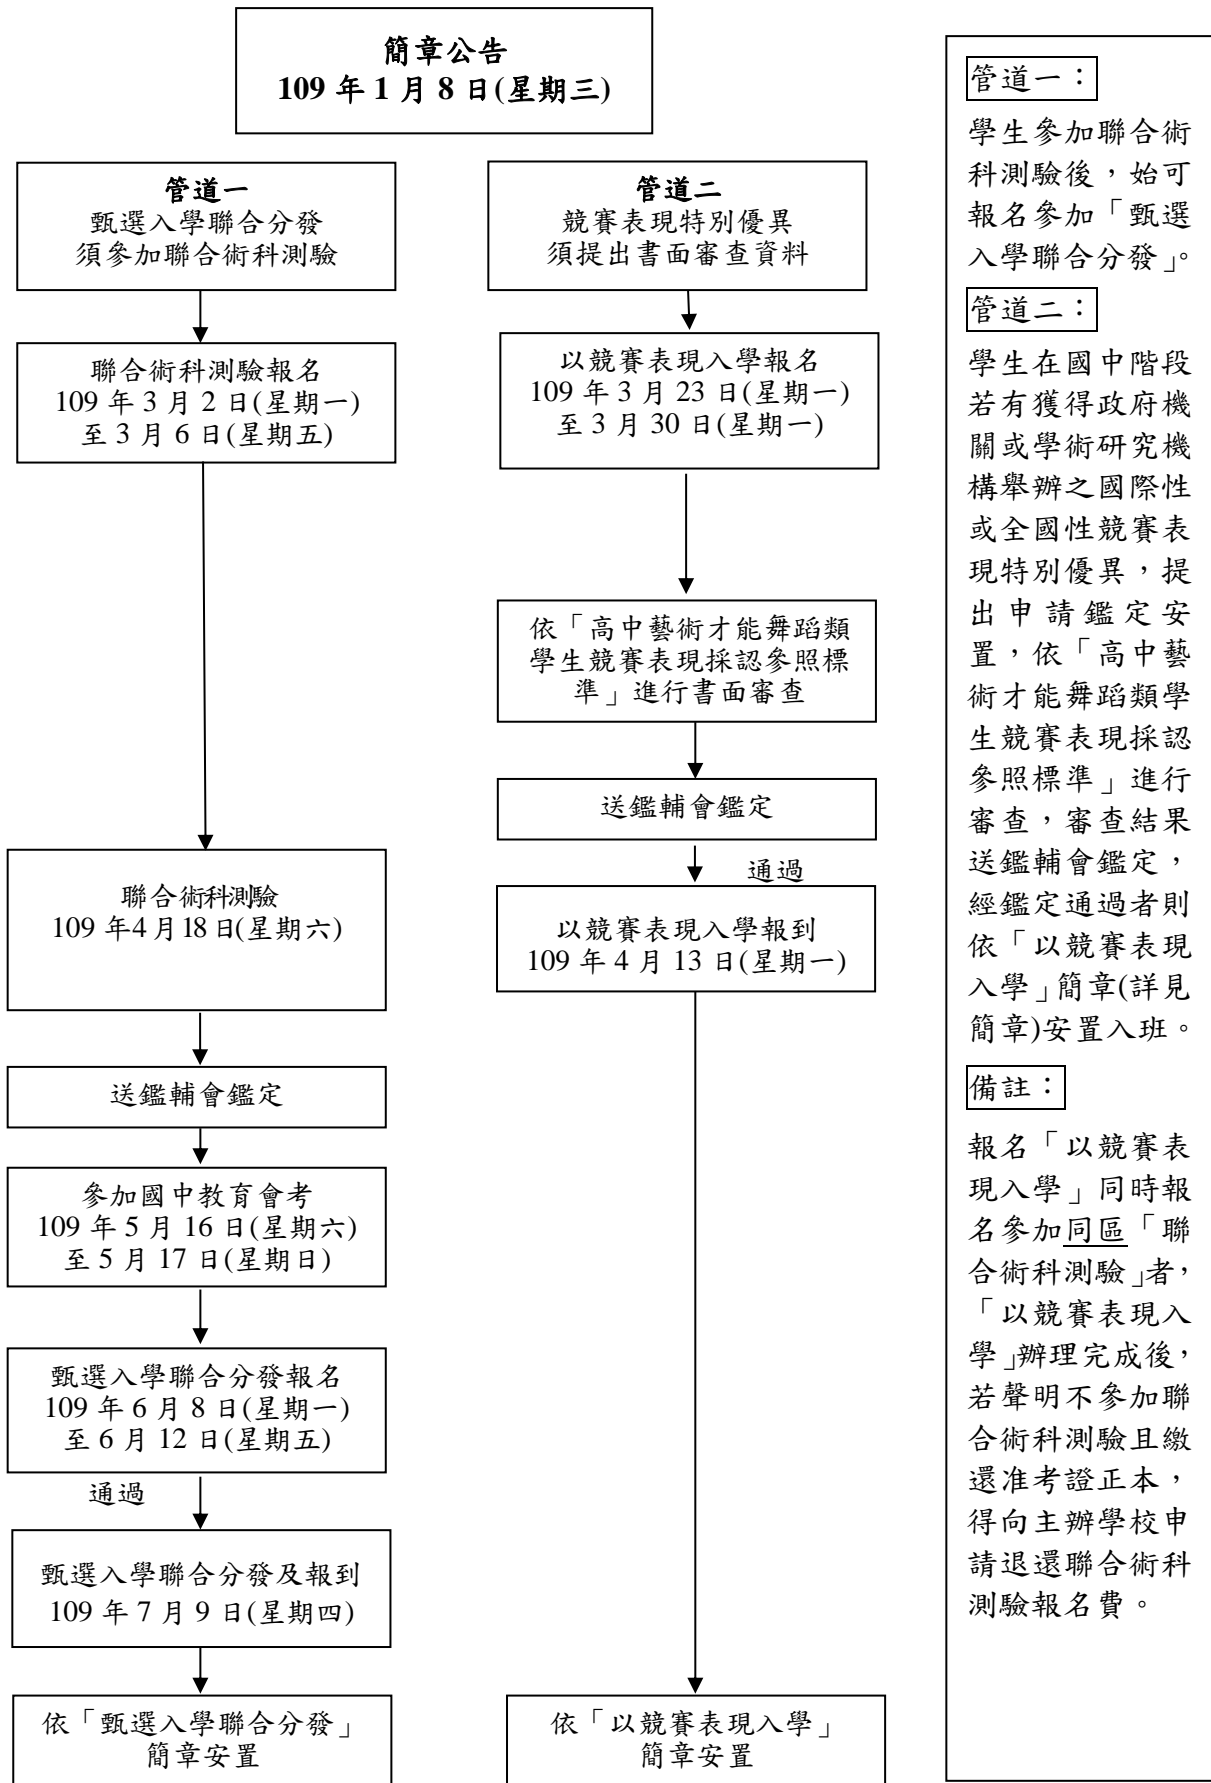 簡章公告
109 年 1 月 8 日(星期三)
管道一
甄選入學聯合分發
須參加聯合術科測驗
聯合術科測驗報名
109 年 3 月 2 日(星期一)
至 3 月 6 日(星期五)
聯合術科測驗
109 年4 月18 日(星期六)
送鑑輔會鑑定
參加國中教育會考
109 年 5 月 16 日(星期六)
至 5 月 17 日(星期日)
甄選入學聯合分發報名
109 年 6 月 8 日(星期一)
至 6 月 12 日(星期五)
通過
甄選入學聯合分發及報到
109 年 7 月 9 日(星期四)
依「甄選入學聯合分發」
簡章安置
管道二
競賽表現特別優異
須提出書面審查資料
以競賽表現入學報名
109 年 3 月 23 日(星期一)
至 3 月 30 日(星期一)
依「高中藝術才能舞蹈類
學生競賽表現採認參照標
準」進行書面審查
送鑑輔會鑑定
通過
以競賽表現入學報到
109 年 4 月 13 日(星期一)
依「以競賽表現入學」
簡章安置
管道一：
學生參加聯合術
科測驗後，始可
報名參加「甄選
入學聯合分發」。
管道二：
學生在國中階段
若有獲得政府機
關或學術研究機
構舉辦之國際性
或全國性競賽表
現特別優異，提
出申請鑑定安
置，依「高中藝
術才能舞蹈類學
生競賽表現採認
參照標準」進行
審查，審查結果
送鑑輔會鑑定，
經鑑定通過者則
依「以競賽表現
入學」簡章(詳見
簡章)安置入班。
備註：
報名「以競賽表
現入學」同時報
名參加同區「聯
合術科測驗」者，
「以競賽表現入
學」辦理完成後，
若聲明不參加聯
合術科測驗且繳
還准考證正本，
得向主辦學校申
請退還聯合術科
測驗報名費。